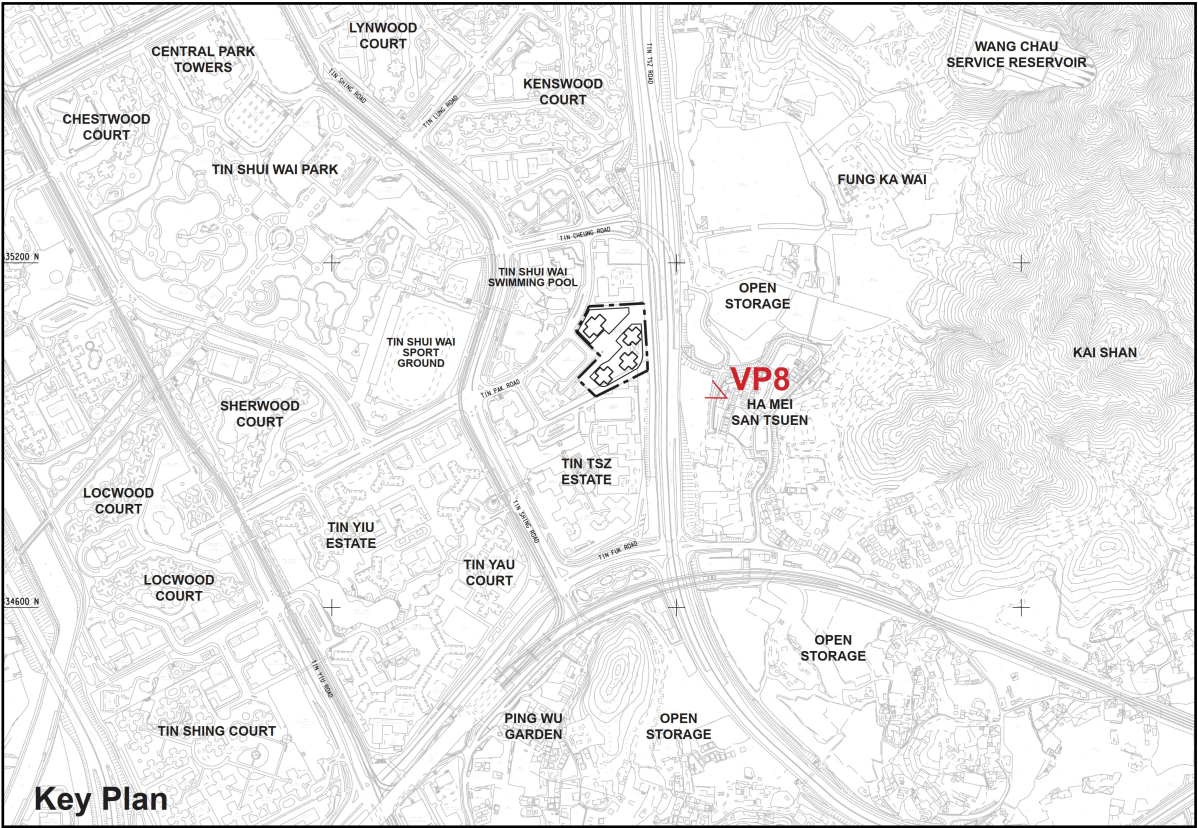 LYNWOOD
COURT
CENTRAL PARK
TOWERS
TIN TSZ ROAD
WANG CHAU
SERVICE RESERVOIR
TIN SHING ROAD
KENSWOOD
COURT
TIN LUNG ROAD
CHESTWOOD
COURT
TIN SHUI WAI PARK
FUNG KA WAI
TIN CHEUNG ROAD
35200 N
TIN SHUI WAI
SWIMMING POOL
OPEN
STORAGE
TIN SHUI WAI
SPORT
GROUND
KAI SHAN
TIN PAK ROAD
VP8
HA MEI
SAN TSUEN
SHERWOOD
COURT
TIN TSZ
ESTATE
LOCWOOD
COURT
TIN SHING ROAD
TIN YIU
ESTATE
TIN FUK ROAD
TIN YAU
COURT
LOCWOOD
COURT
34600 N
OPEN
STORAGE
TIN YIU ROAD
TIN SHING COURT
PING WU
GARDEN
OPEN
STORAGE
Key Plan